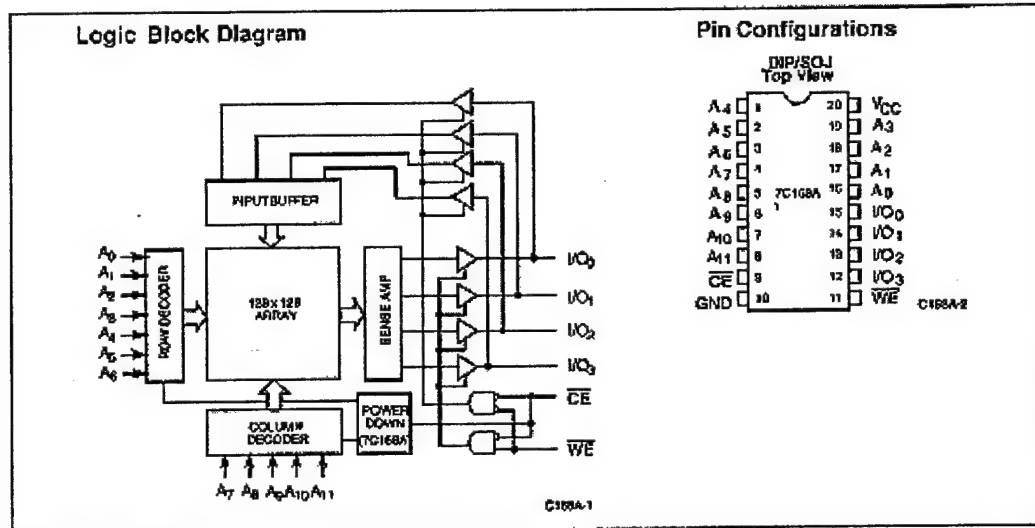 Logic Block Diagram
INPUT BUFFER
A0
A1
A2
A3
A4
A5
A6
ROW DECODER
128 x 128
ARRAY
SENSE AMP
I/O0
I/O1
I/O2
I/O3
COLUMN
DECODER
POWER
DOWN
(7C168A)
CE
WE
A7 A8 A9 A10 A11
C168A-1
Pin Configurations
DIP/SOJ
Top View
A4 1 20 VCC
A5 2 19 A3
A6 3 18 A2
A7 4 17 A1
A8 5 7C168A 16 A0
A9 6 1 15 I/O0
A10 7 14 I/O1
A11 8 13 I/O2
CE 9 12 I/O3
GND 10 11 WE
C168A-2